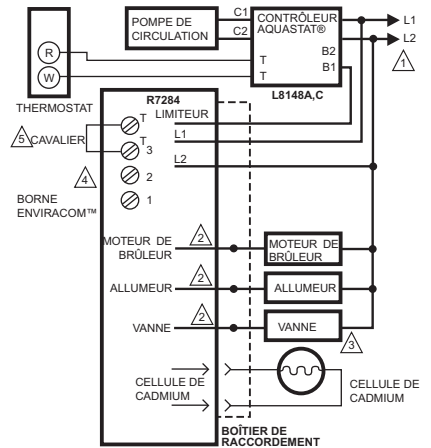 POMPE DE
CIRCULATION
C1
C2
CONTRÔLEUR
AQUASTAT®
B2
B1
T
T
L8148A,C
L1
L2
1
R
W
THERMOSTAT
R7284
LIMITEUR
T
L1
5 CAVALIER
T
3
L2
4
2
BORNE
ENVIRACOM™
1
MOTEUR DE
BRÛLEUR
2
MOTEUR DE
BRÛLEUR
ALLUMEUR
2
ALLUMEUR
VANNE
2
VANNE
3
CELLULE DE
CADMIUM
CELLULE DE
CADMIUM
BOÎTIER DE
RACCORDEMENT